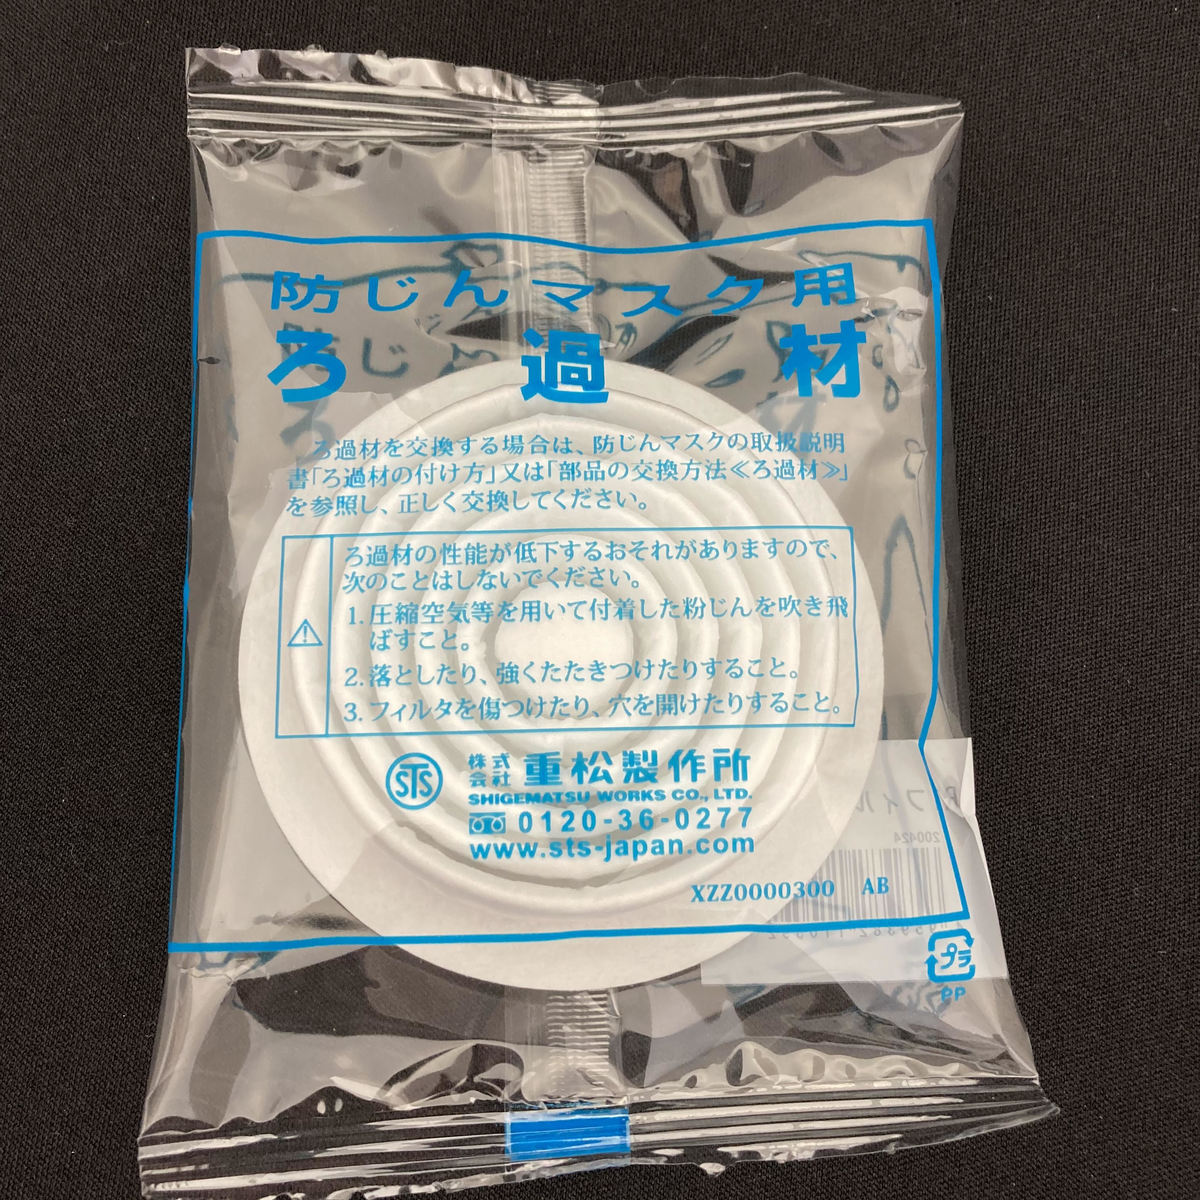 防じんマスク用
ろ過材
ろ過材を交換する場合は、防じんマスクの取扱説明
書「ろ過材の付け方」又は「部品の交換方法≪ろ過材≫」
を参照し、正しく交換してください。
ろ過材の性能が低下するおそれがありますので、
次のことはしないでください。
1. 圧縮空気等を用いて付着した粉じんを吹き飛
ばすこと。
2. 落としたり、強くたたきつけたりすること。
3. フィルタを傷つけたり、穴を開けたりすること。
STS
株式会社 重松製作所
SHIGEMATSU WORKS CO., LTD.
0120-36-0277
www.sts-japan.com
XZZ0000300 AB
プラ
PP
フィル
200424